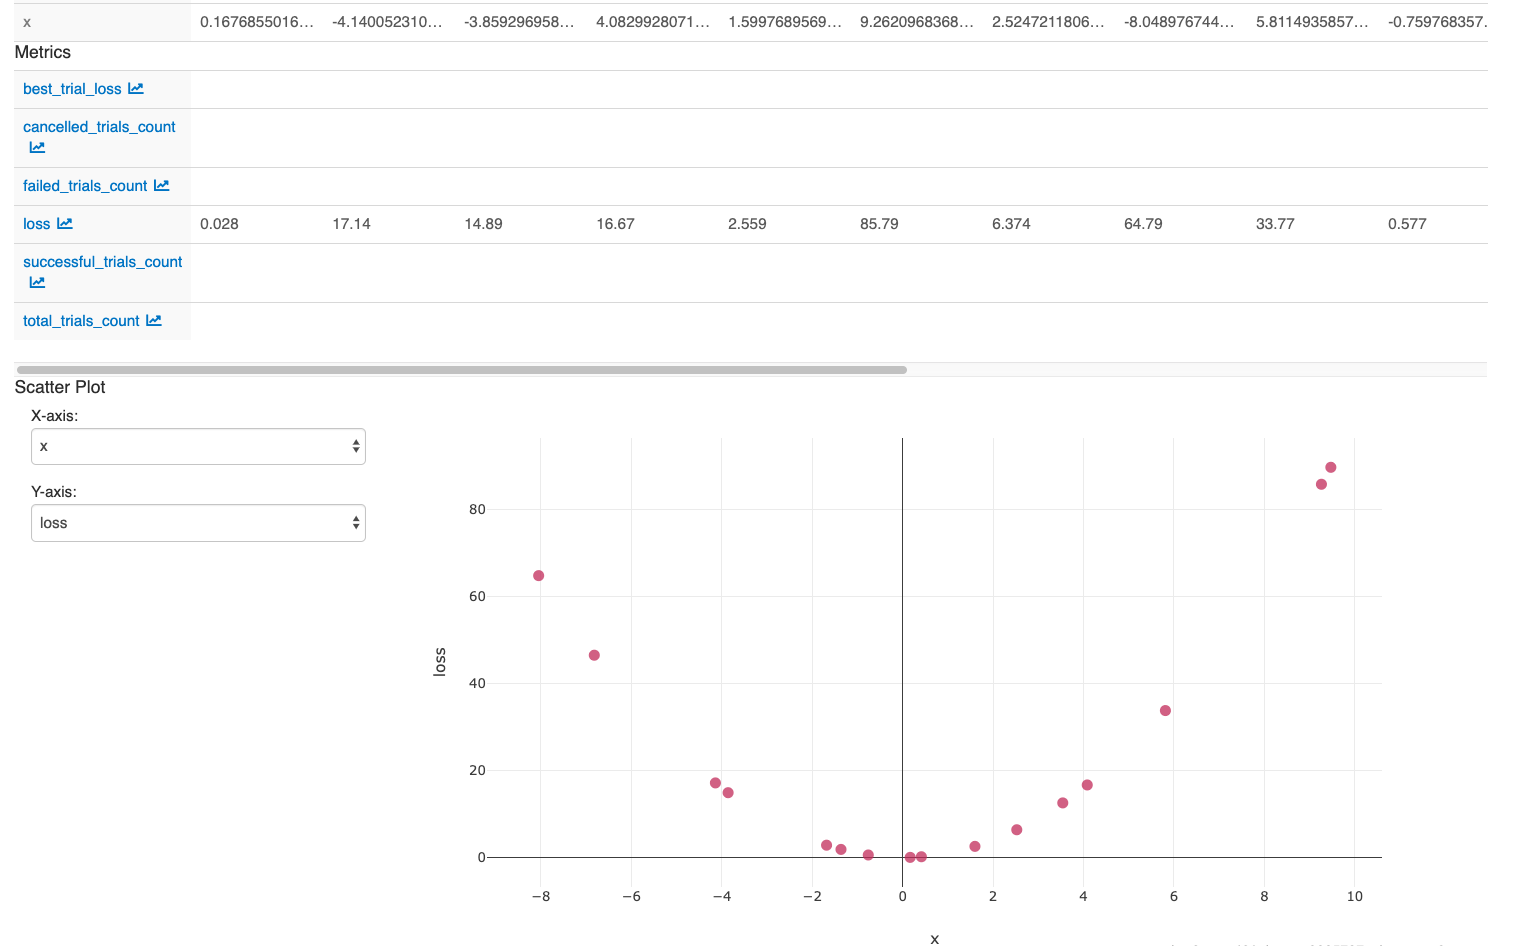 x 0.1676855016... -4.140052310... -3.859296958... 4.0829928071... 1.5997689569... 9.2620968368... 2.5247211806... -8.048976744... 5.8114935857... -0.759768357.
Metrics
best_trial_loss
cancelled_trials_count
failed_trials_count
loss 0.028 17.14 14.89 16.67 2.559 85.79 6.374 64.79 33.77 0.577
successful_trials_count
total_trials_count
Scatter Plot
X-axis:
x
Y-axis:
loss
80
60
40
20
0
loss
−8 −6 −4 −2 0 2 4 6 8 10
x